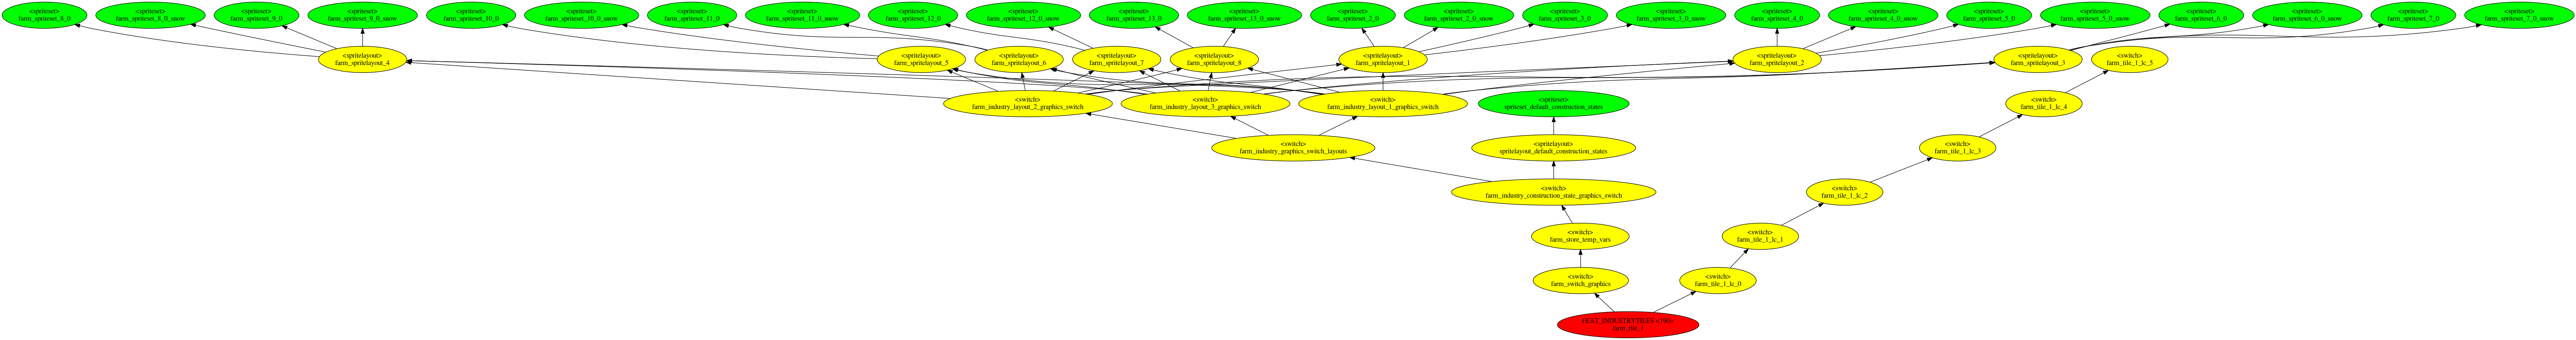 <spriteset>
farm_spriteset_8_0
<spriteset>
farm_spriteset_8_0_snow
<spriteset>
farm_spriteset_9_0
<spriteset>
farm_spriteset_9_0_snow
<spriteset>
farm_spriteset_10_0
<spriteset>
farm_spriteset_10_0_snow
<spriteset>
farm_spriteset_11_0
<spriteset>
farm_spriteset_11_0_snow
<spriteset>
farm_spriteset_12_0
<spriteset>
farm_spriteset_12_0_snow
<spriteset>
farm_spriteset_13_0
<spriteset>
farm_spriteset_13_0_snow
<spriteset>
farm_spriteset_2_0
<spriteset>
farm_spriteset_2_0_snow
<spriteset>
farm_spriteset_3_0
<spriteset>
farm_spriteset_3_0_snow
<spriteset>
farm_spriteset_4_0
<spriteset>
farm_spriteset_4_0_snow
<spriteset>
farm_spriteset_5_0
<spriteset>
farm_spriteset_5_0_snow
<spriteset>
farm_spriteset_6_0
<spriteset>
farm_spriteset_6_0_snow
<spriteset>
farm_spriteset_7_0
<spriteset>
farm_spriteset_7_0_snow
<spritelayout>
farm_spritelayout_4
<spritelayout>
farm_spritelayout_5
<spritelayout>
farm_spritelayout_6
<spritelayout>
farm_spritelayout_7
<spritelayout>
farm_spritelayout_8
<spritelayout>
farm_spritelayout_1
<spritelayout>
farm_spritelayout_2
<spritelayout>
farm_spritelayout_3
<switch>
farm_tile_1_lc_5
<switch>
farm_industry_layout_2_graphics_switch
<switch>
farm_industry_layout_3_graphics_switch
<switch>
farm_industry_layout_1_graphics_switch
<spriteset>
spriteset_default_construction_states
<switch>
farm_tile_1_lc_4
<switch>
farm_industry_graphics_switch_layouts
<spritelayout>
spritelayout_default_construction_states
<switch>
farm_tile_1_lc_3
<switch>
farm_industry_construction_state_graphics_switch
<switch>
farm_tile_1_lc_2
<switch>
farm_store_temp_vars
<switch>
farm_tile_1_lc_1
<switch>
farm_switch_graphics
<switch>
farm_tile_1_lc_0
FEAT_INDUSTRYTILES
farm_tile_1